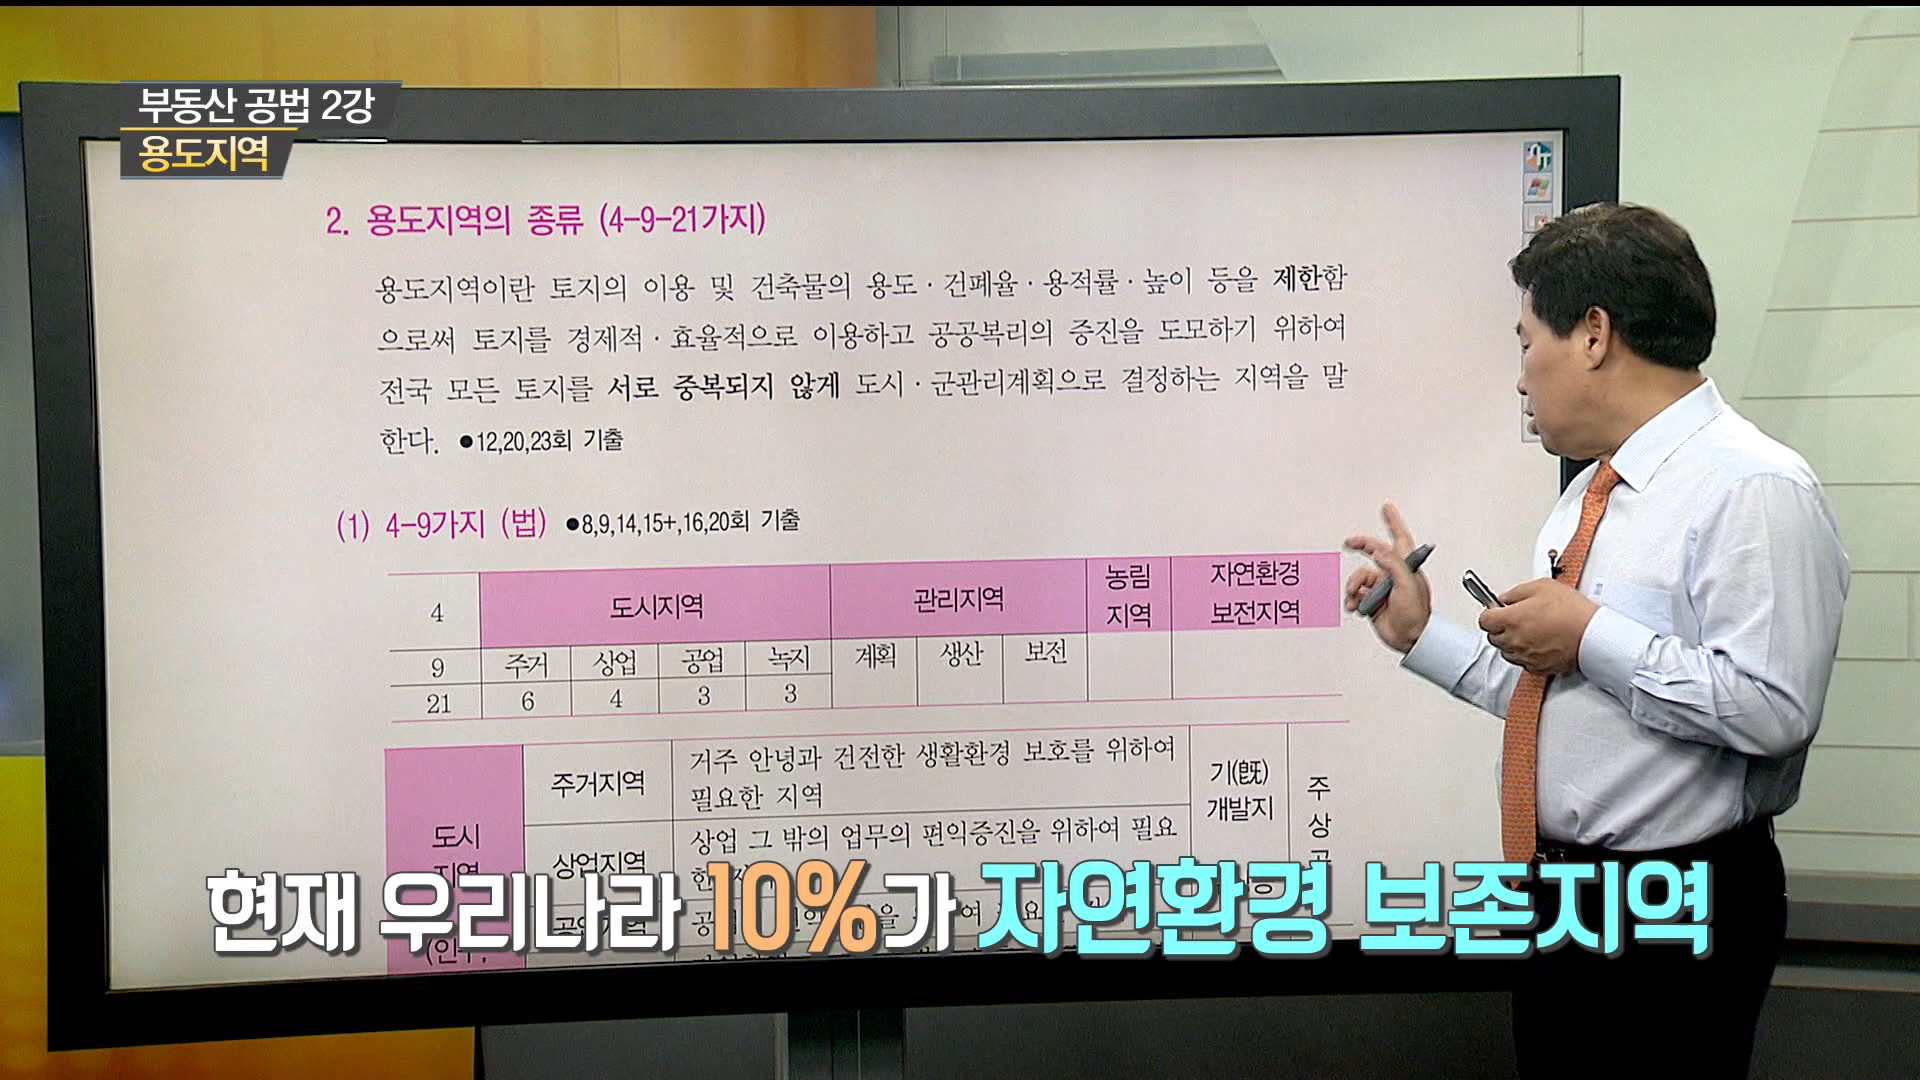 부동산 공법 2강
용도지역
2. 용도지역의 종류 (4-9-21가지)
용도지역이란 토지의 이용 및 건축물의 용도·건폐율·용적률·높이 등을 제한함
으로써 토지를 경제적·효율적으로 이용하고 공공복리의 증진을 도모하기 위하여
전국 모든 토지를 서로 중복되지 않게 도시·군관리계획으로 결정하는 지역을 말
한다. ●12,20,23회 기출
(1) 4-9가지 (법) ●8,9,14,15+,16,20회 기출
4 도시지역 관리지역 농림 지역 자연환경 보전지역
9 주거 상업 공업 녹지 계획 생산 보전
21 6 4 3 3
주거지역 거주 안녕과 건전한 생활환경 보호를 위하여
필요한 지역
기(旣)
개발지
주
상
도시
상업지역 상업 그 밖의 업무의 편익증진을 위하여 필요
현재 우리나라 10%가 자연환경 보존지역